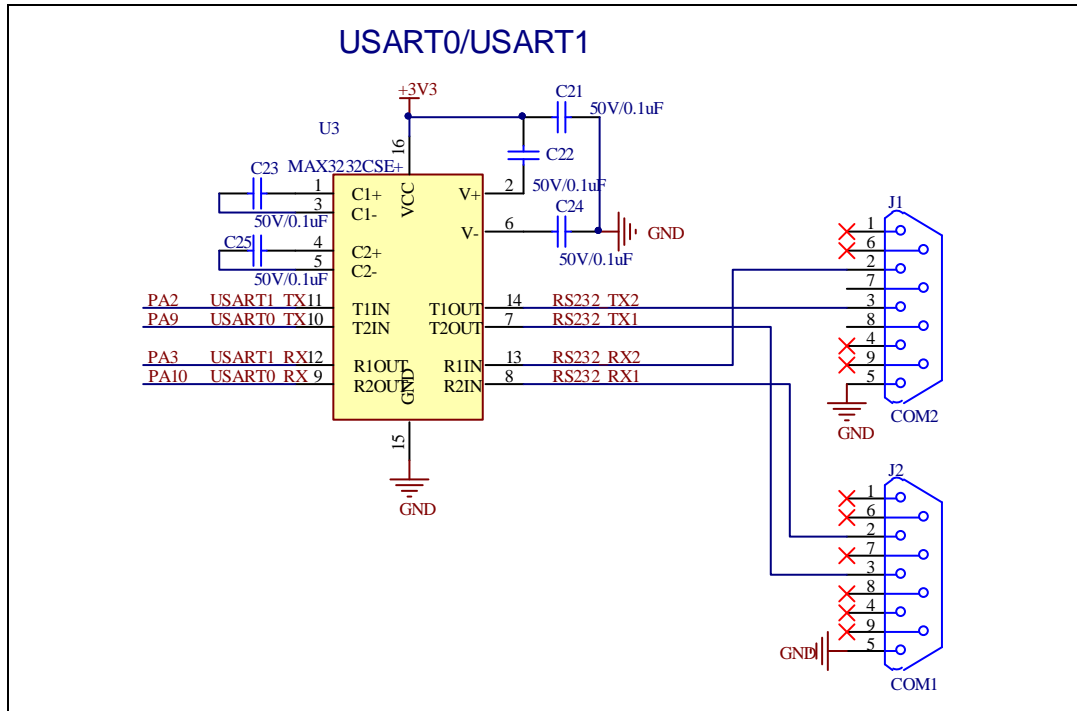 USART0/USART1
+3V3
C21
50V/0.1uF
U3
16
C22
MAX3232CSE+
C23
1
C1+
VCC
V+
2
50V/0.1uF
3
C1-
50V/0.1uF
C24
C25
4
C2+
V-
6
GND
5
C2-
50V/0.1uF
50V/0.1uF
PA2 USART1_TX 11 T1IN T1OUT 14 RS232_TX2
PA9 USART0_TX 10 T2IN T2OUT 7 RS232_TX1
PA3 USART1_RX 12 R1OUT R1IN 13 RS232_RX2
PA10 USART0_RX 9 R2OUT GND R2IN 8 RS232_RX1
15
GND
J1
1
6
2
7
3
8
4
9
5
GND
COM2
J2
1
6
2
7
3
8
4
9
GND 5
COM1